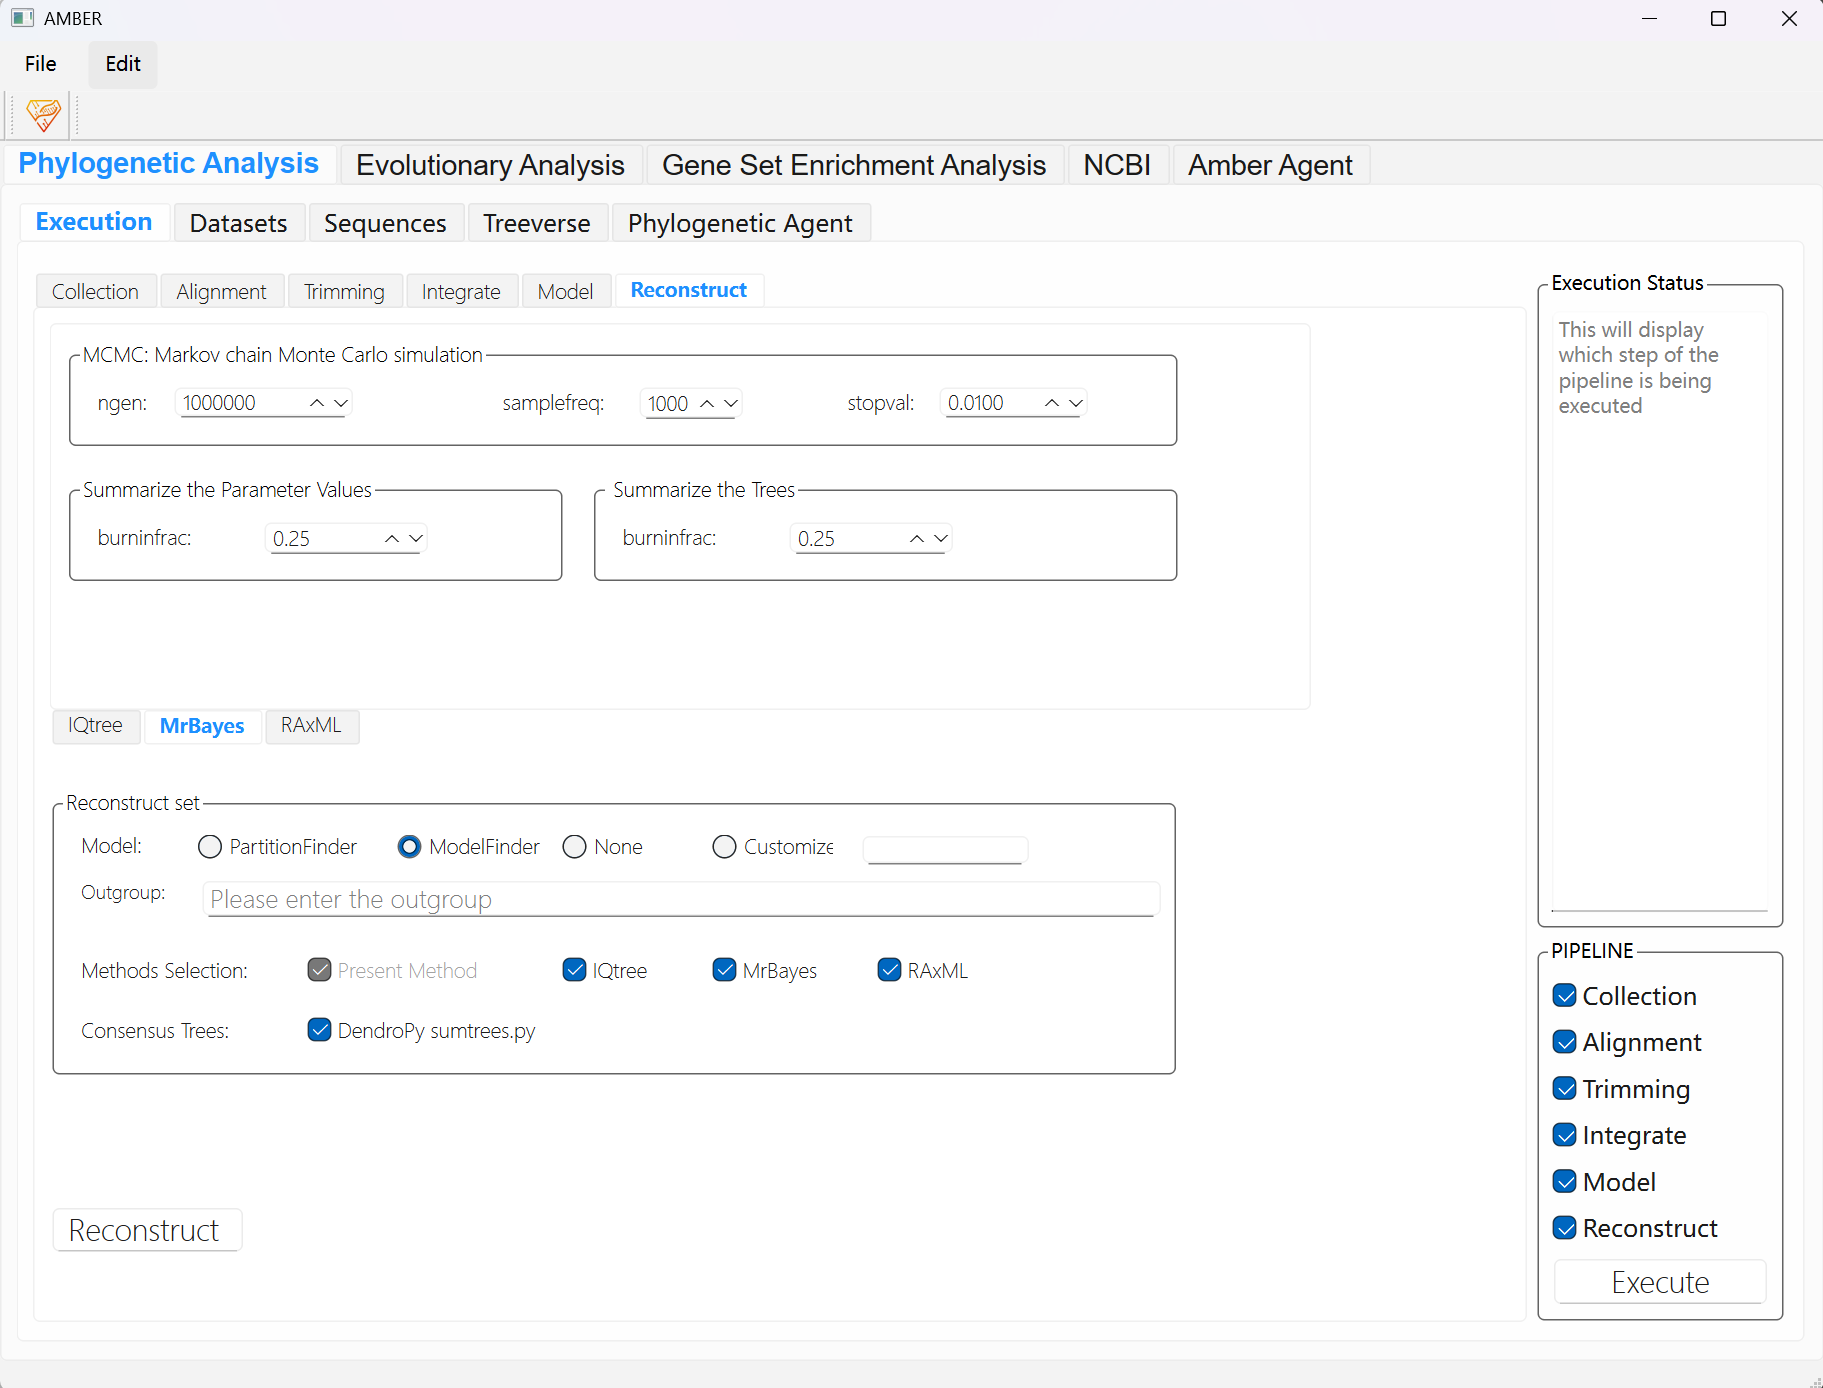 AMBER
File Edit
Phylogenetic Analysis Evolutionary Analysis Gene Set Enrichment Analysis NCBI Amber Agent
Execution Datasets Sequences Treeverse Phylogenetic Agent
Collection Alignment Trimming Integrate Model Reconstruct
MCMC: Markov chain Monte Carlo simulation
ngen: 1000000 samplefreq: 1000 stopval: 0.0100
Summarize the Parameter Values Summarize the Trees
burninfrac: 0.25 burninfrac: 0.25
IQtree MrBayes RAxML
Reconstruct set
Model: PartitionFinder ModelFinder None Customize
Outgroup: Please enter the outgroup
Methods Selection: Present Method IQtree MrBayes RAxML
Consensus Trees: DendroPy sumtrees.py
Reconstruct
Execution Status
This will display
which step of the
pipeline is being
executed
PIPELINE
Collection
Alignment
Trimming
Integrate
Model
Reconstruct
Execute